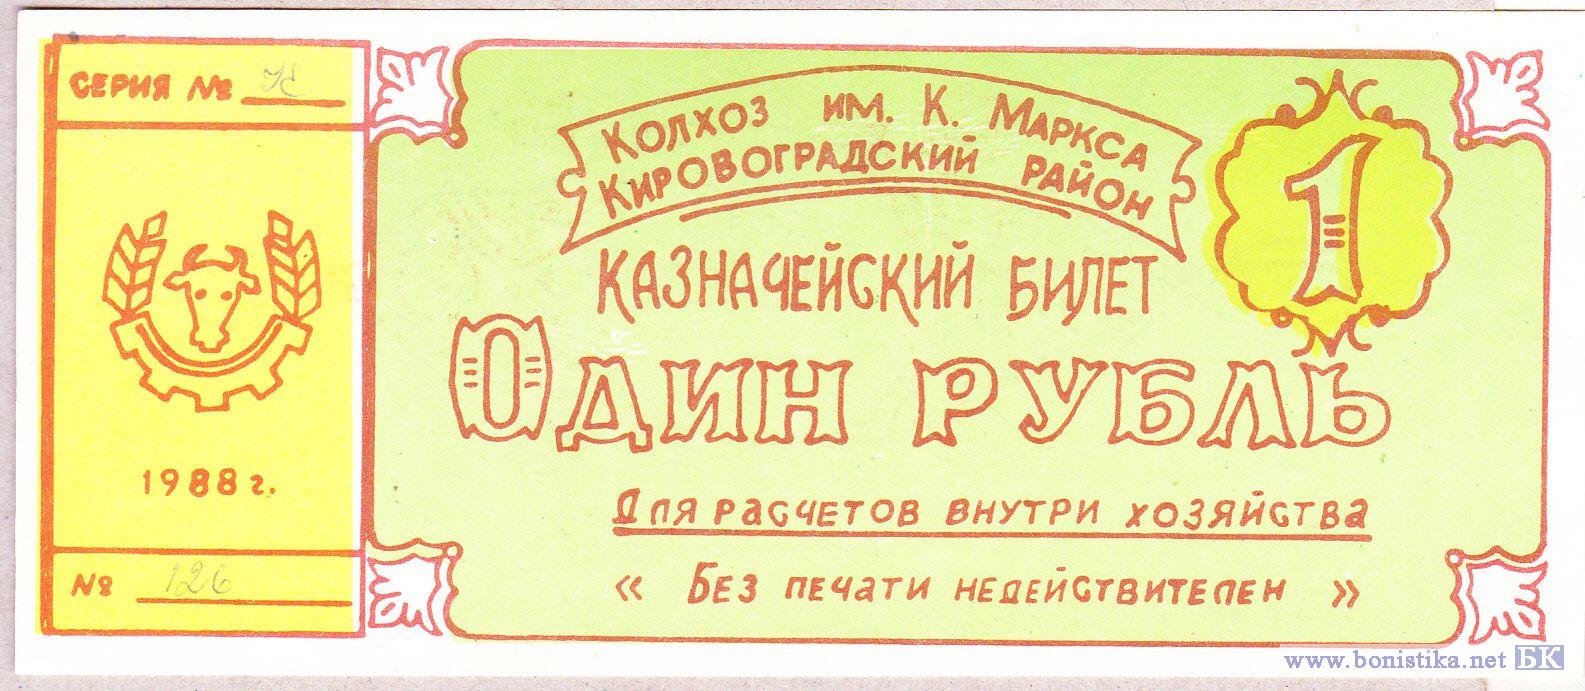 СЕРИЯ № К
1988 г.
№ 126
КОЛХОЗ ИМ. К. МАРКСА
КИРОВОГРАДСКИЙ РАЙОН
1
КАЗНАЧЕЙСКИЙ БИЛЕТ
ОДИН РУБЛЬ
Для расчетов внутри хозяйства
« Без печати недействителен »
www.bonistika.net БК